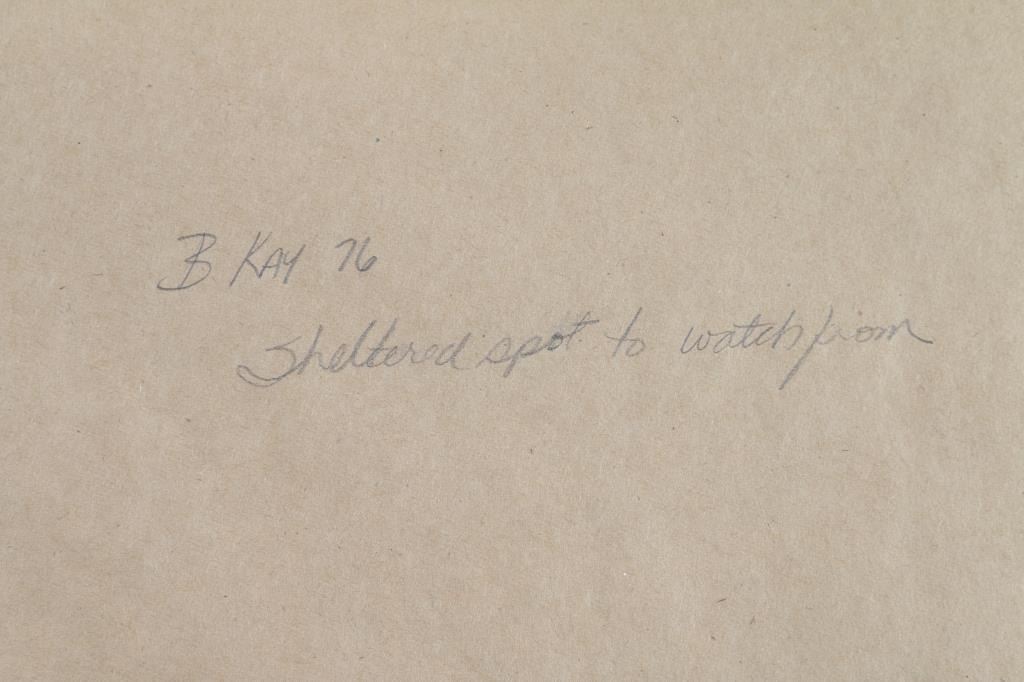 B. KAY 76
Sheltered spot to watch from